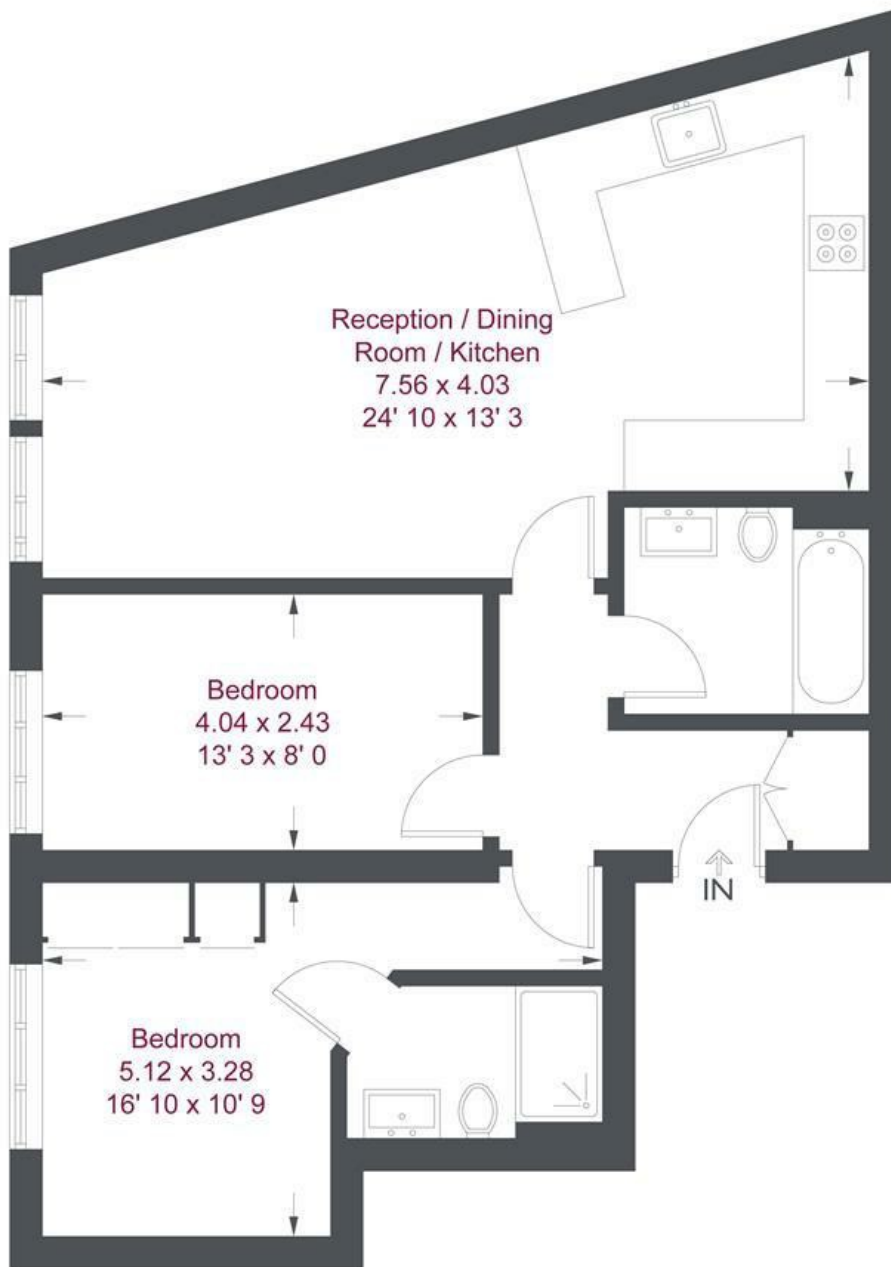 Reception / Dining
Room / Kitchen
7.56 x 4.03
24' 10 x 13' 3
Bedroom
4.04 x 2.43
13' 3 x 8' 0
IN
Bedroom
5.12 x 3.28
16' 10 x 10' 9